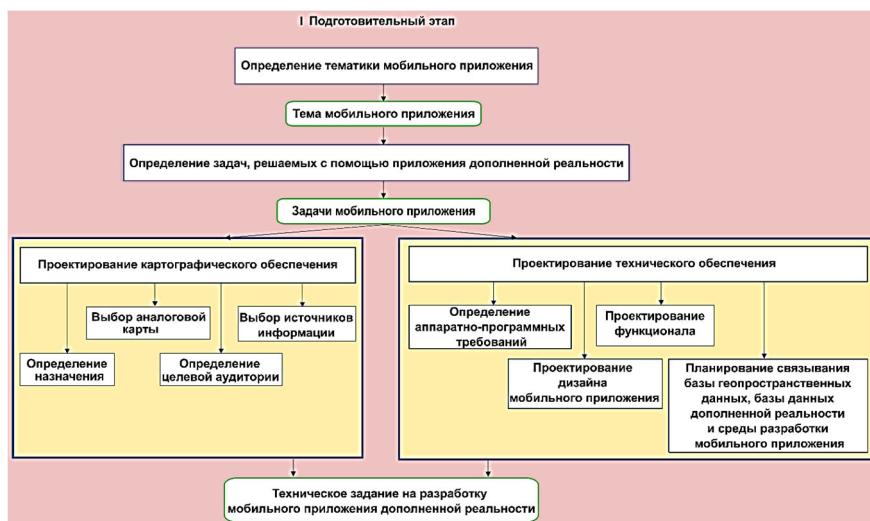 I Подготовительный этап
Определение тематики мобильного приложения
Тема мобильного приложения
Определение задач, решаемых с помощью приложения дополненной реальности
Задачи мобильного приложения
Проектирование картографического обеспечения
Выбор аналоговой
карты
Выбор источников
информации
Определение
назначения
Определение
целевой аудитории
Проектирование технического обеспечения
Определение
аппаратно-программных
требований
Проектирование
функционала
Проектирование
дизайна
мобильного приложения
Планирование связывания
базы геопространственных
данных, базы данных
дополненной реальности
и среды разработки
мобильного приложения
Техническое задание на разработку
мобильного приложения дополненной реальности